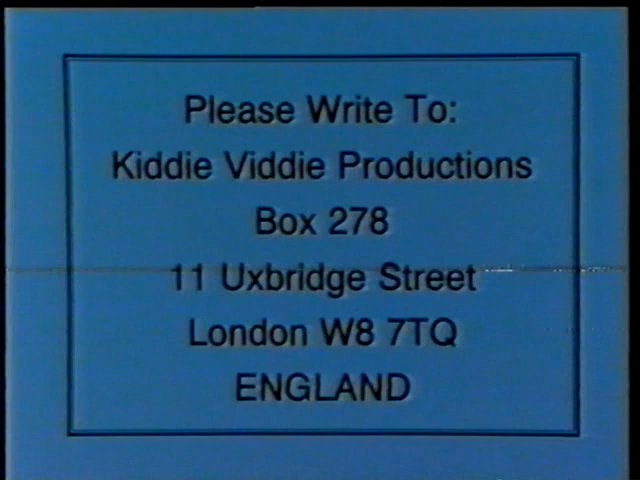 Please Write To:
Kiddie Viddie Productions
Box 278
11 Uxbridge Street
London W8 7TQ
ENGLAND